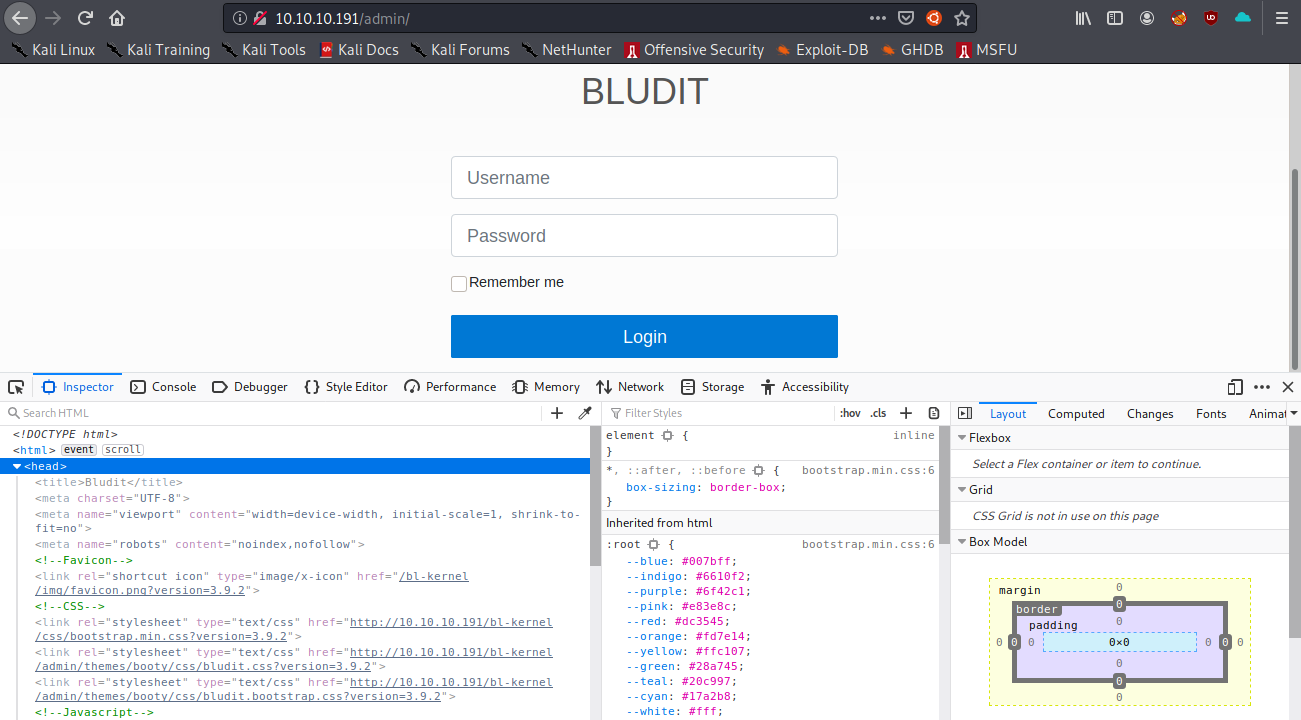 10.10.10.191/admin/
Kali Linux Kali Training Kali Tools Kali Docs Kali Forums NetHunter Offensive Security Exploit-DB GHDB MSFU
BLUDIT
Username
Password
Remember me
Login
Inspector Console Debugger Style Editor Performance Memory Network Storage Accessibility
Search HTML
<!DOCTYPE html>
<html> event scroll
<head>
<title>Bludit</title>
<meta charset="UTF-8">
<meta name="viewport" content="width=device-width, initial-scale=1, shrink-to-
fit=no">
<meta name="robots" content="noindex,nofollow">
<!--Favicon-->
<link rel="shortcut icon" type="image/x-icon" href="/bl-kernel
/img/favicon.png?version=3.9.2">
<!--CSS-->
<link rel="stylesheet" type="text/css" href="http://10.10.10.191/bl-kernel
/css/bootstrap.min.css?version=3.9.2">
<link rel="stylesheet" type="text/css" href="http://10.10.10.191/bl-kernel
/admin/themes/booty/css/bludit.css?version=3.9.2">
<link rel="stylesheet" type="text/css" href="http://10.10.10.191/bl-kernel
/admin/themes/booty/css/bludit.bootstrap.css?version=3.9.2">
<!--Javascript-->
Filter Styles :hov .cls
element { inline
}
*, ::after, ::before { bootstrap.min.css:6
box-sizing: border-box;
}
Inherited from html
:root { bootstrap.min.css:6
--blue: #007bff;
--indigo: #6610f2;
--purple: #6f42c1;
--pink: #e83e8c;
--red: #dc3545;
--orange: #fd7e14;
--yellow: #ffc107;
--green: #28a745;
--teal: #20c997;
--cyan: #17a2b8;
--white: #fff;
Layout Computed Changes Fonts Animat
Flexbox
Select a Flex container or item to continue.
Grid
CSS Grid is not in use on this page
Box Model
margin 0
border 0
padding 0
0 0 0 0×0 0 0 0
0
0
0